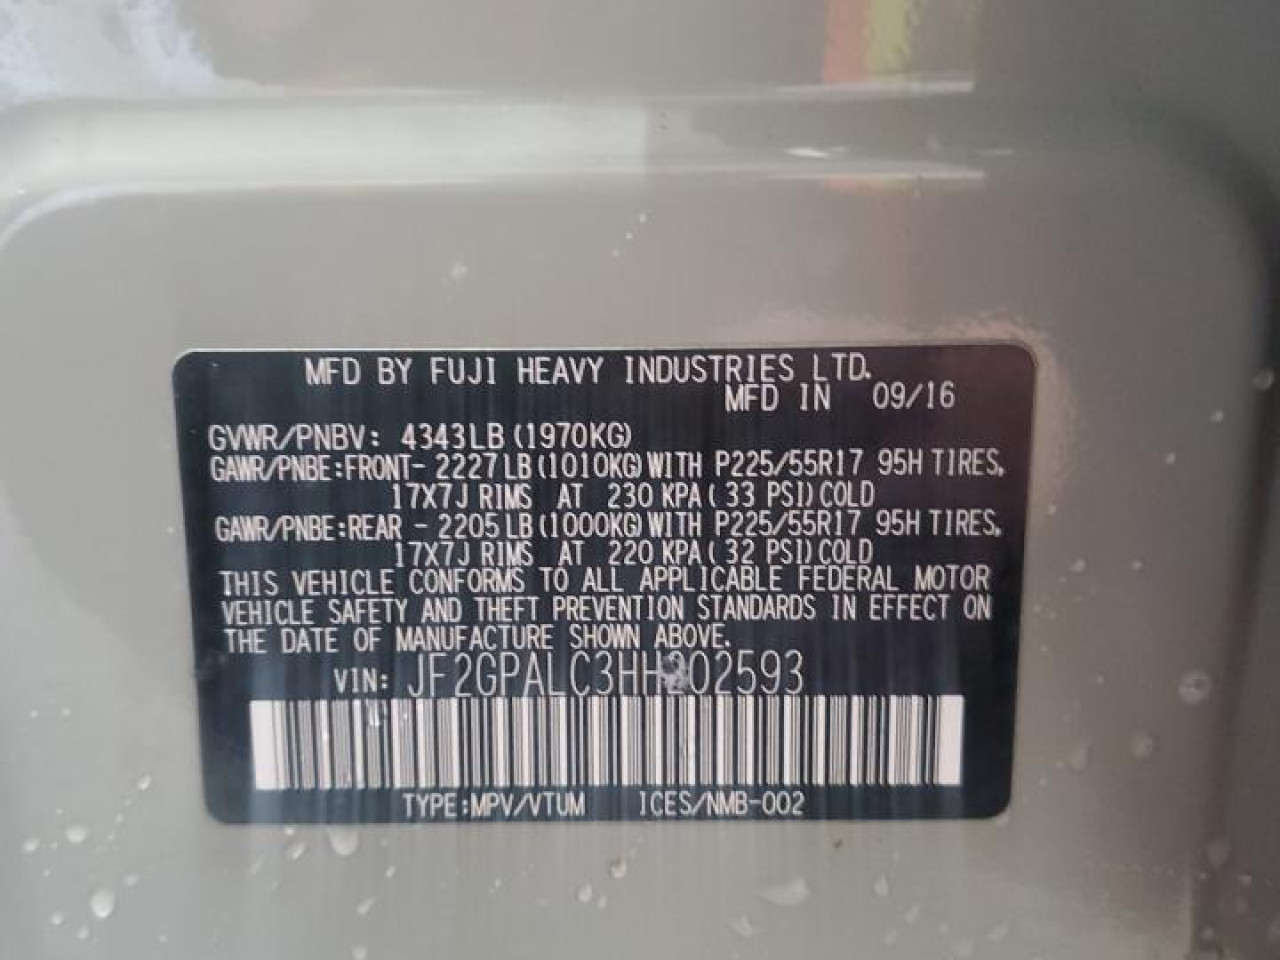 MFD BY FUJI HEAVY INDUSTRIES LTD.
MFD IN 09/16
GVWR/PNBV: 4343LB(1970KG)
GAWR/PNBE:FRONT- 2227LB(1010KG)WITH P225/55R17 95H TIRES,
17X7J RIMS AT 230 KPA( 33 PSI)COLD
GAWR/PNBE:REAR - 2205LB(1000KG)WITH P225/55R17 95H TIRES,
17X7J RIMS AT 220 KPA( 32 PSI)COLD
THIS VEHICLE CONFORMS TO ALL APPLICABLE FEDERAL MOTOR
VEHICLE SAFETY AND THEFT PREVENTION STANDARDS IN EFFECT ON
THE DATE OF MANUFACTURE SHOWN ABOVE.
VIN: JF2GPALC3HH202593
TYPE:MPV/VTUM ICES/NMB-002